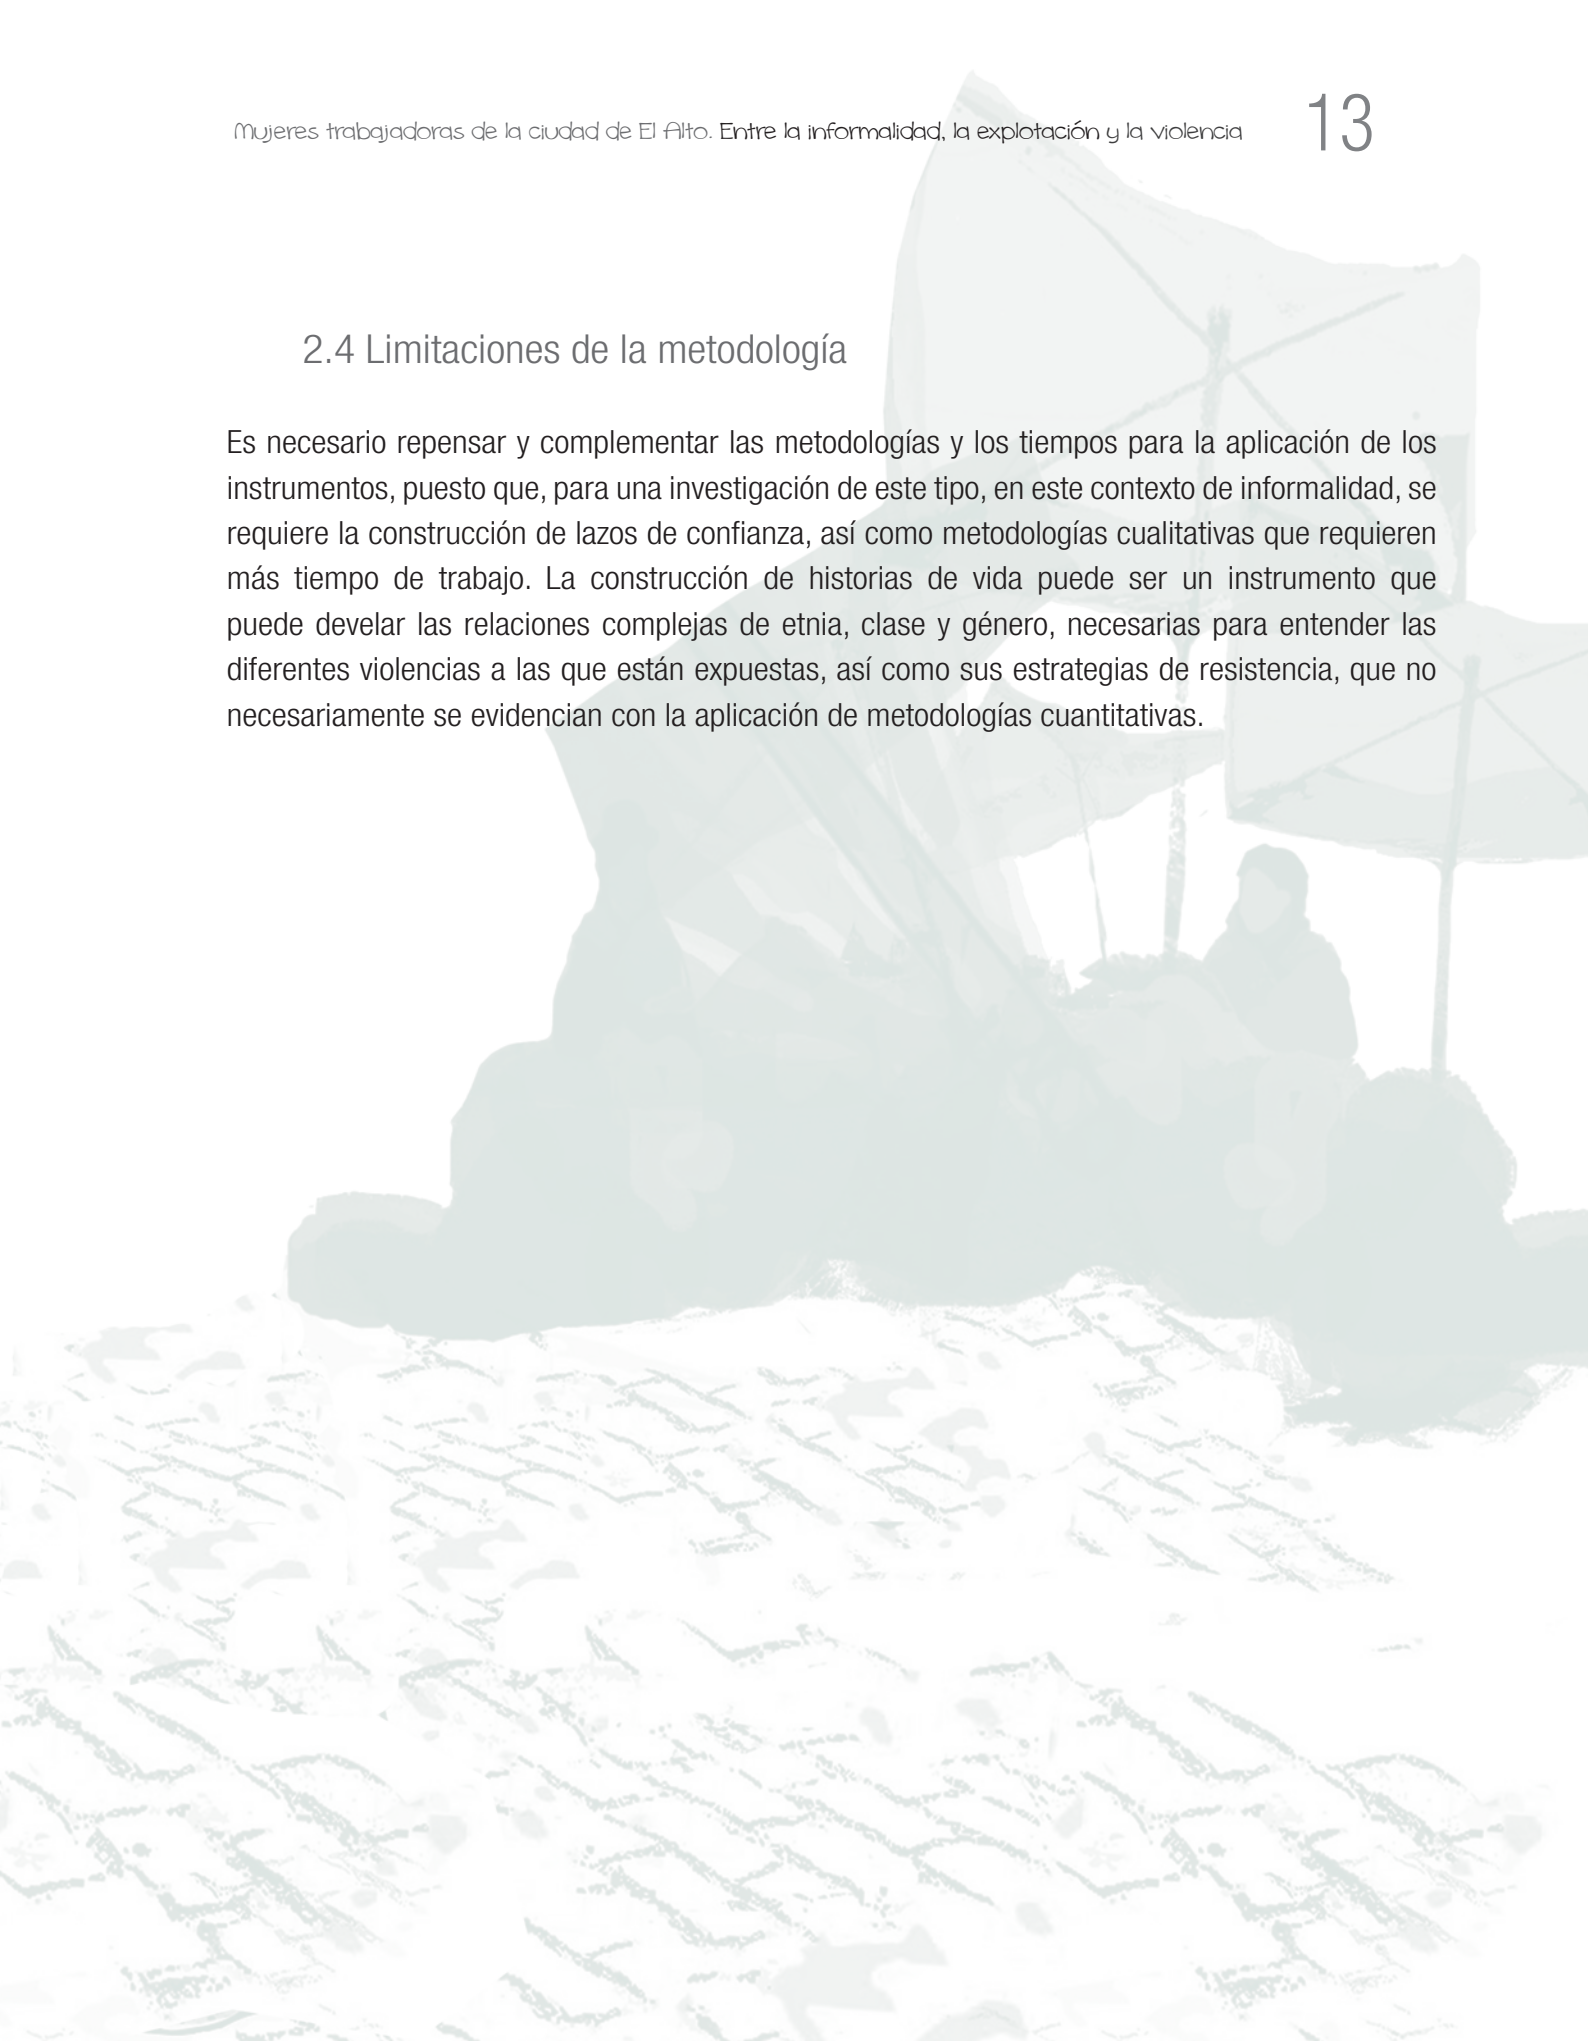 Mujeres trabajadoras de la ciudad de El Alto. Entre la informalidad, la explotación y la violencia 13
2.4 Limitaciones de la metodología
Es necesario repensar y complementar las metodologías y los tiempos para la aplicación de los
instrumentos, puesto que, para una investigación de este tipo, en este contexto de informalidad, se
requiere la construcción de lazos de confianza, así como metodologías cualitativas que requieren
más tiempo de trabajo. La construcción de historias de vida puede ser un instrumento que
puede develar las relaciones complejas de etnia, clase y género, necesarias para entender las
diferentes violencias a las que están expuestas, así como sus estrategias de resistencia, que no
necesariamente se evidencian con la aplicación de metodologías cuantitativas.